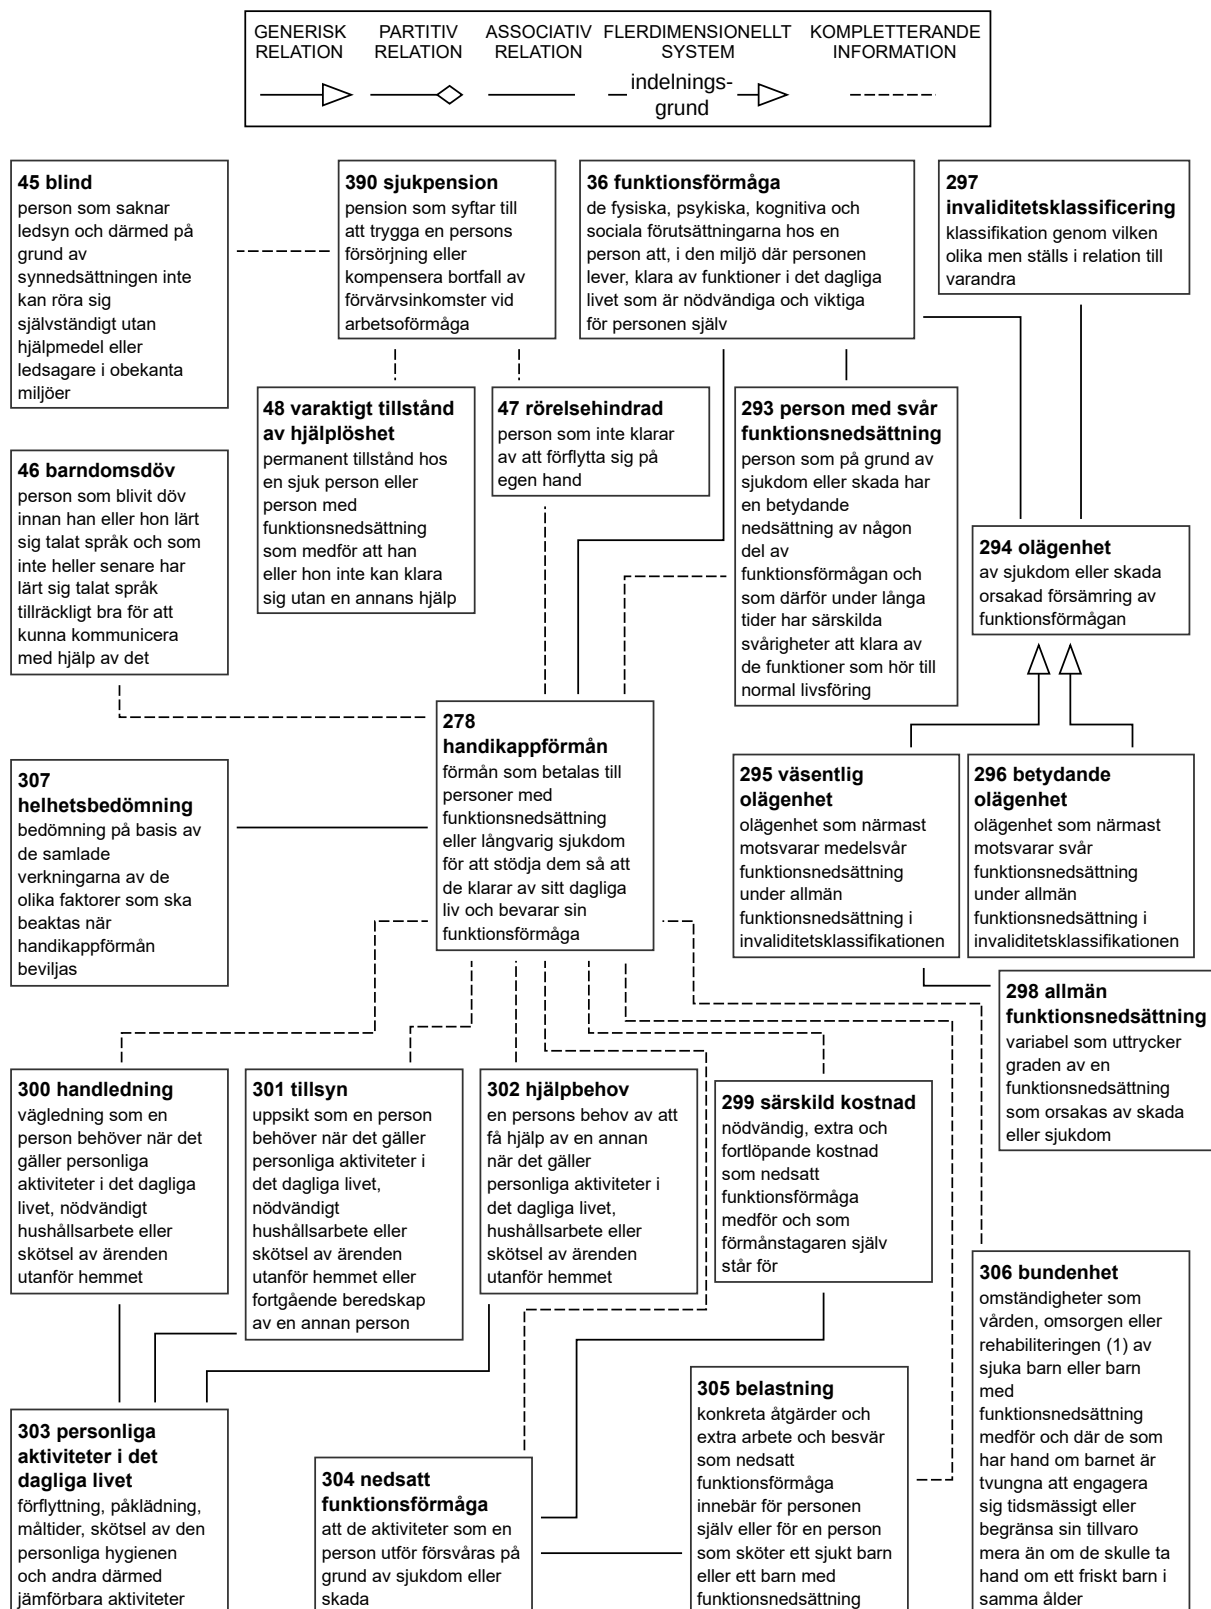 GENERISK
RELATION
PARTITIV
RELATION
ASSOCIATIV
RELATION
FLERDIMENSIONELLT
SYSTEM
indelnings-
grund
KOMPLETTERANDE
INFORMATION
45 blind
person som saknar
ledsyn och därmed på
grund av
synnedsättningen inte
kan röra sig
självständigt utan
hjälpmedel eller
ledsagare i obekanta
miljöer
390 sjukpension
pension som syftar till
att trygga en persons
försörjning eller
kompensera bortfall av
förvärvsinkomster vid
arbetsoförmåga
36 funktionsförmåga
de fysiska, psykiska, kognitiva och
sociala förutsättningarna hos en
person att, i den miljö där personen
lever, klara av funktioner i det dagliga
livet som är nödvändiga och viktiga
för personen själv
297
invaliditetsklassificering
klassifikation genom vilken
olika men ställs i relation till
varandra
48 varaktigt tillstånd
av hjälplöshet
permanent tillstånd hos
en sjuk person eller
person med
funktionsnedsättning
som medför att han
eller hon inte kan klara
sig utan en annans hjälp
47 rörelsehindrad
person som inte klarar
av att förflytta sig på
egen hand
293 person med svår
funktionsnedsättning
person som på grund av
sjukdom eller skada har
en betydande
nedsättning av någon
del av
funktionsförmågan och
som därför under långa
tider har särskilda
svårigheter att klara av
de funktioner som hör till
normal livsföring
46 barndomsdöv
person som blivit döv
innan han eller hon lärt
sig talat språk och som
inte heller senare har
lärt sig talat språk
tillräckligt bra för att
kunna kommunicera
med hjälp av det
294 olägenhet
av sjukdom eller skada
orsakad försämring av
funktionsförmågan
278
handikappförmån
förmån som betalas till
personer med
funktionsnedsättning
eller långvarig sjukdom
för att stödja dem så att
de klarar av sitt dagliga
liv och bevarar sin
funktionsförmåga
307
helhetsbedömning
bedömning på basis av
de samlade
verkningarna av de
olika faktorer som ska
beaktas när
handikappförmån
beviljas
295 väsentlig
olägenhet
olägenhet som närmast
motsvarar medelsvår
funktionsnedsättning
under allmän
funktionsnedsättning i
invaliditetsklassifikationen
296 betydande
olägenhet
olägenhet som närmast
motsvarar svår
funktionsnedsättning
under allmän
funktionsnedsättning i
invaliditetsklassifikationen
298 allmän
funktionsnedsättning
variabel som uttrycker
graden av en
funktionsnedsättning
som orsakas av skada
eller sjukdom
300 handledning
vägledning som en
person behöver när det
gäller personliga
aktiviteter i det dagliga
livet, nödvändigt
hushållsarbete eller
skötsel av ärenden
utanför hemmet
301 tillsyn
uppsikt som en person
behöver när det gäller
personliga aktiviteter i
det dagliga livet,
nödvändigt
hushållsarbete eller
skötsel av ärenden
utanför hemmet eller
fortgående beredskap
av en annan person
302 hjälpbehov
en persons behov av att
få hjälp av en annan
när det gäller
personliga aktiviteter i
det dagliga livet,
hushållsarbete eller
skötsel av ärenden
utanför hemmet
299 särskild kostnad
nödvändig, extra och
fortlöpande kostnad
som nedsatt
funktionsförmåga
medför och som
förmånstagaren själv
står för
306 bundenhet
omständigheter som
vården, omsorgen eller
rehabiliteringen (1) av
sjuka barn eller barn
med
funktionsnedsättning
medför och där de som
har hand om barnet är
tvungna att engagera
sig tidsmässigt eller
begränsa sin tillvaro
mera än om de skulle ta
hand om ett friskt barn i
samma ålder
303 personliga
aktiviteter i det
dagliga livet
förflyttning, påklädning,
måltider, skötsel av den
personliga hygienen
och andra därmed
jämförbara aktiviteter
304 nedsatt
funktionsförmåga
att de aktiviteter som en
person utför försvåras på
grund av sjukdom eller
skada
305 belastning
konkreta åtgärder och
extra arbete och besvär
som nedsatt
funktionsförmåga
innebär för personen
själv eller för en person
som sköter ett sjukt barn
eller ett barn med
funktionsnedsättning